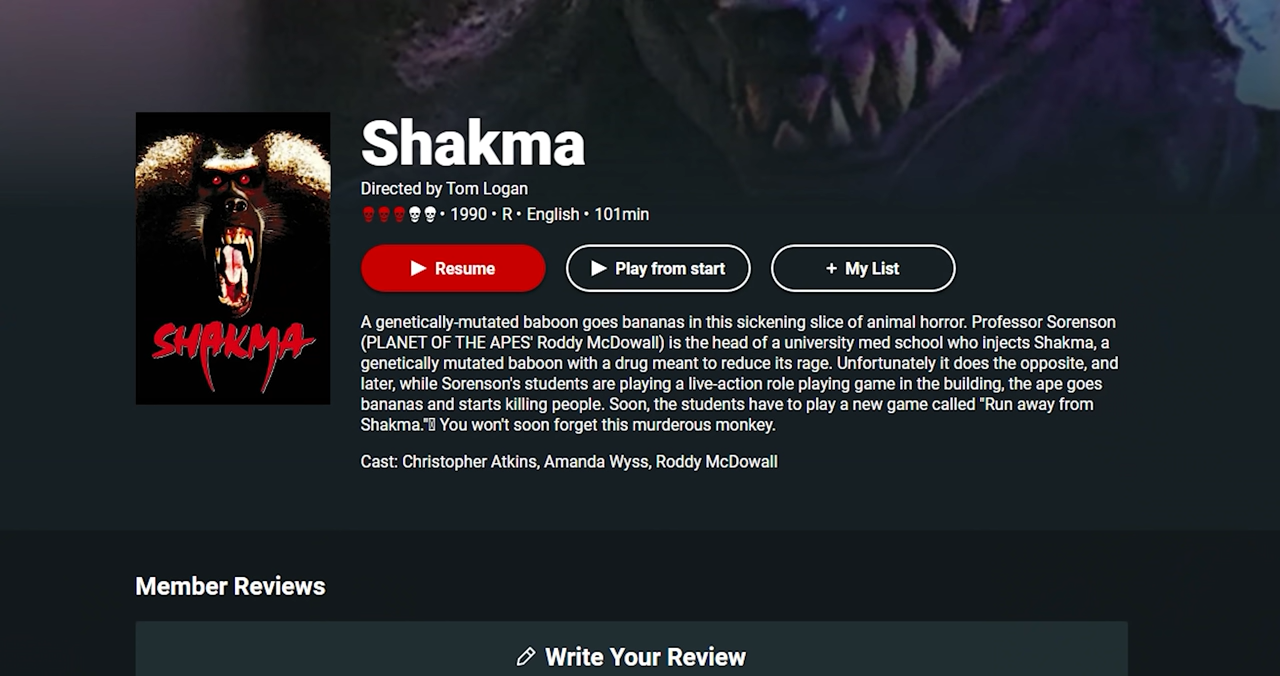 Shakma
Directed by Tom Logan
• 1990 • R • English • 101min
Resume
Play from start
+ My List
A genetically-mutated baboon goes bananas in this sickening slice of animal horror. Professor Sorenson
(PLANET OF THE APES' Roddy McDowall) is the head of a university med school who injects Shakma, a
genetically mutated baboon with a drug meant to reduce its rage. Unfortunately it does the opposite, and
later, while Sorenson's students are playing a live-action role playing game in the building, the ape goes
bananas and starts killing people. Soon, the students have to play a new game called "Run away from
Shakma." You won't soon forget this murderous monkey.
Cast: Christopher Atkins, Amanda Wyss, Roddy McDowall
SHAKMA
Member Reviews
Write Your Review